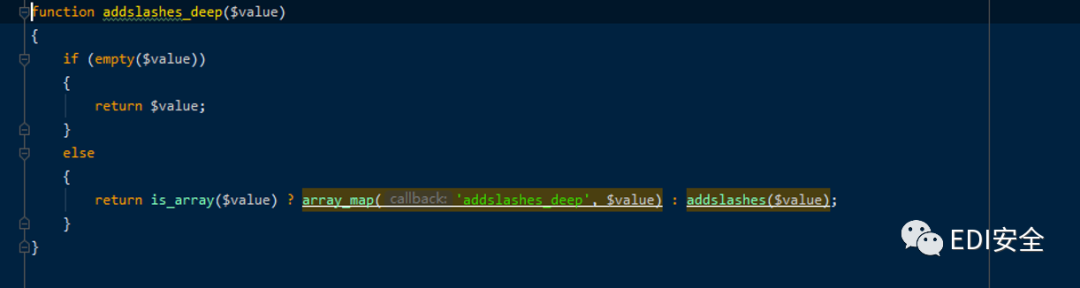 function addslashes_deep($value)
{
    if (empty($value))
    {
        return $value;
    }
    else
    {
        return is_array($value) ? array_map( callback: 'addslashes_deep', $value) : addslashes($value);
    }
}
EDI安全